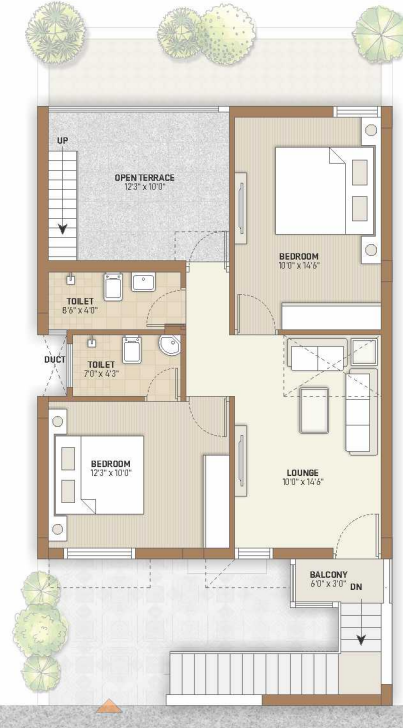 UP
OPEN TERRACE
12'3" x 10'0"
BEDROOM
10'0" x 14'6"
TOILET
8'6" x 4'0"
DUCT
TOILET
7'0" x 4'3"
BEDROOM
12'3" x 10'0"
LOUNGE
10'0" x 14'6"
BALCONY
6'0" x 3'0" DN